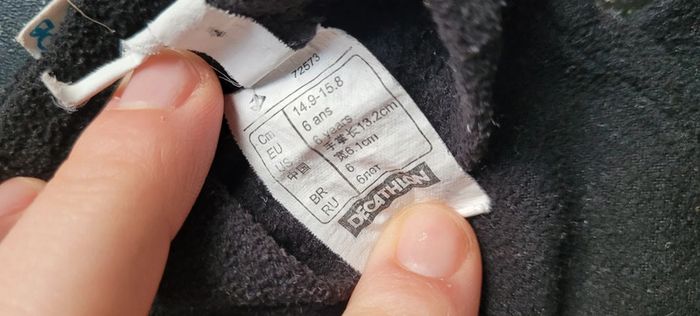 72573
Cm 14.9-15.8
EU 6 ans
US 6 years
中国 手掌长13.2cm
宽6.1cm
BR 6
RU 6лет
DECATHLON